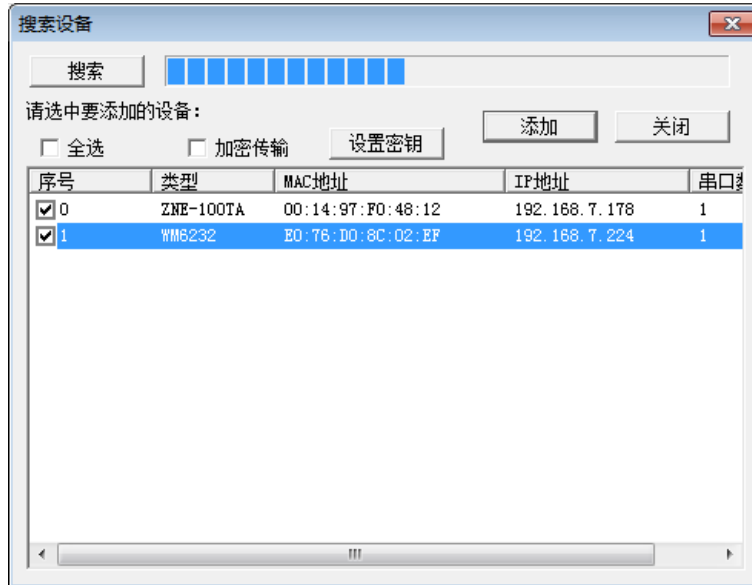 搜索设备
搜索
请选中要添加的设备:
添加 关闭
全选 加密传输 设置密钥
序号 类型 MAC地址 IP地址 串口
0 ZNE-100TA 00:14:97:F0:48:12 192.168.7.178 1
1 WM6232 E0:76:D0:8C:02:EF 192.168.7.224 1